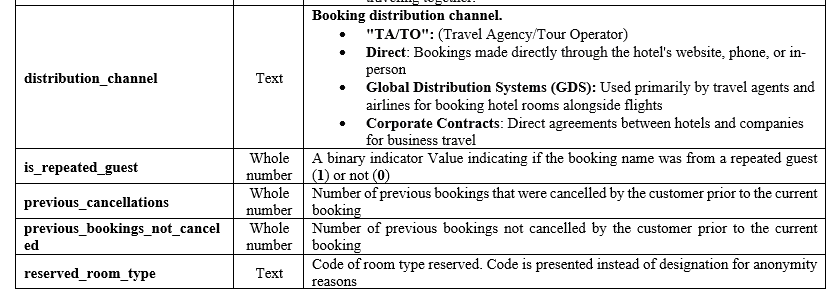 traveling together.
Booking distribution channel.
• "TA/TO": (Travel Agency/Tour Operator)
• Direct: Bookings made directly through the hotel's website, phone, or in-
person
distribution_channel
Text
• Global Distribution Systems (GDS): Used primarily by travel agents and
airlines for booking hotel rooms alongside flights
• Corporate Contracts: Direct agreements between hotels and companies
for business travel
is_repeated_guest
Whole
number
A binary indicator Value indicating if the booking name was from a repeated guest
(1) or not (0)
previous_cancellations
Whole
number
Number of previous bookings that were cancelled by the customer prior to the current
booking
previous_bookings_not_cancel
ed
Whole
number
Number of previous bookings not cancelled by the customer prior to the current
booking
reserved_room_type
Text
Code of room type reserved. Code is presented instead of designation for anonymity
reasons